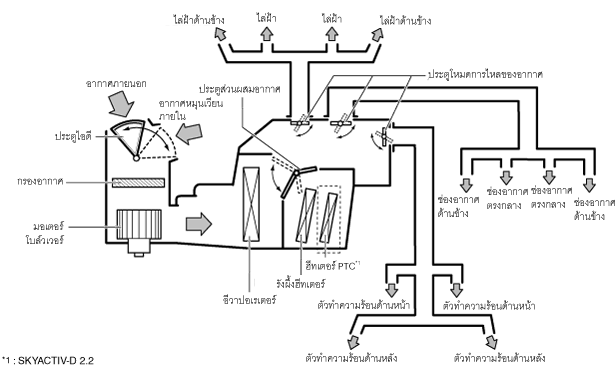 ไล่ฝ้าด้านข้าง
ไล่ฝ้า
ไล่ฝ้า
ไล่ฝ้าด้านข้าง
ประตูโหมดการไหลของอากาศ
อากาศภายนอก
ประตูส่วนผสมอากาศ
อากาศหมุนเวียน
ภายใน
ประตูไอดี
กรองอากาศ
มอเตอร์
โบล์วเวอร์
ช่องอากาศ
ด้านข้าง
ช่องอากาศ
ตรงกลาง
ช่องอากาศ
ตรงกลาง
ช่องอากาศ
ด้านข้าง
ฮีทเตอร์ PTC*1
รังผึ้งฮีทเตอร์
อีวาปอเรเตอร์
ตัวทำความร้อนด้านหน้า
ตัวทำความร้อนด้านหน้า
ตัวทำความร้อนด้านหลัง
ตัวทำความร้อนด้านหลัง
*1 : SKYACTIV-D 2.2